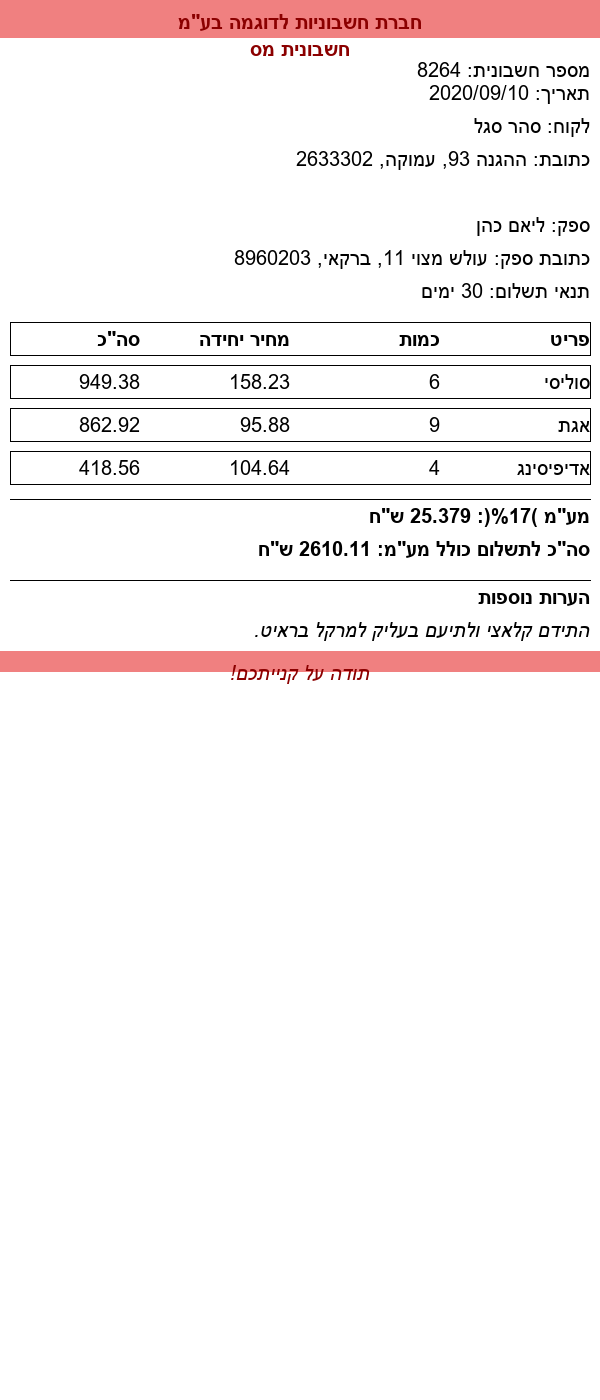 חברת חשבוניות לדוגמה בע"מ
חשבונית מס
מספר חשבונית: 8264
תאריך: 2020/09/10
לקוח: סהר סגל
כתובת: ההגנה 93, עמוקה, 2633302
ספק: ליאם כהן
כתובת ספק: עולש מצוי 11, ברקאי, 8960203
תנאי תשלום: 30 ימים
פריט כמות מחיר יחידה סה"כ
סוליסי 6 158.23 949.38
אגת 9 95.88 862.92
אדיפיסינג 4 104.64 418.56
מע"מ )17%(: 25.379 ש"ח
סה"כ לתשלום כולל מע"מ: 2610.11 ש"ח
הערות נוספות
התידם קלאצי ולתיעם בעליק למרקל בראיט.
תודה על קנייתכם!